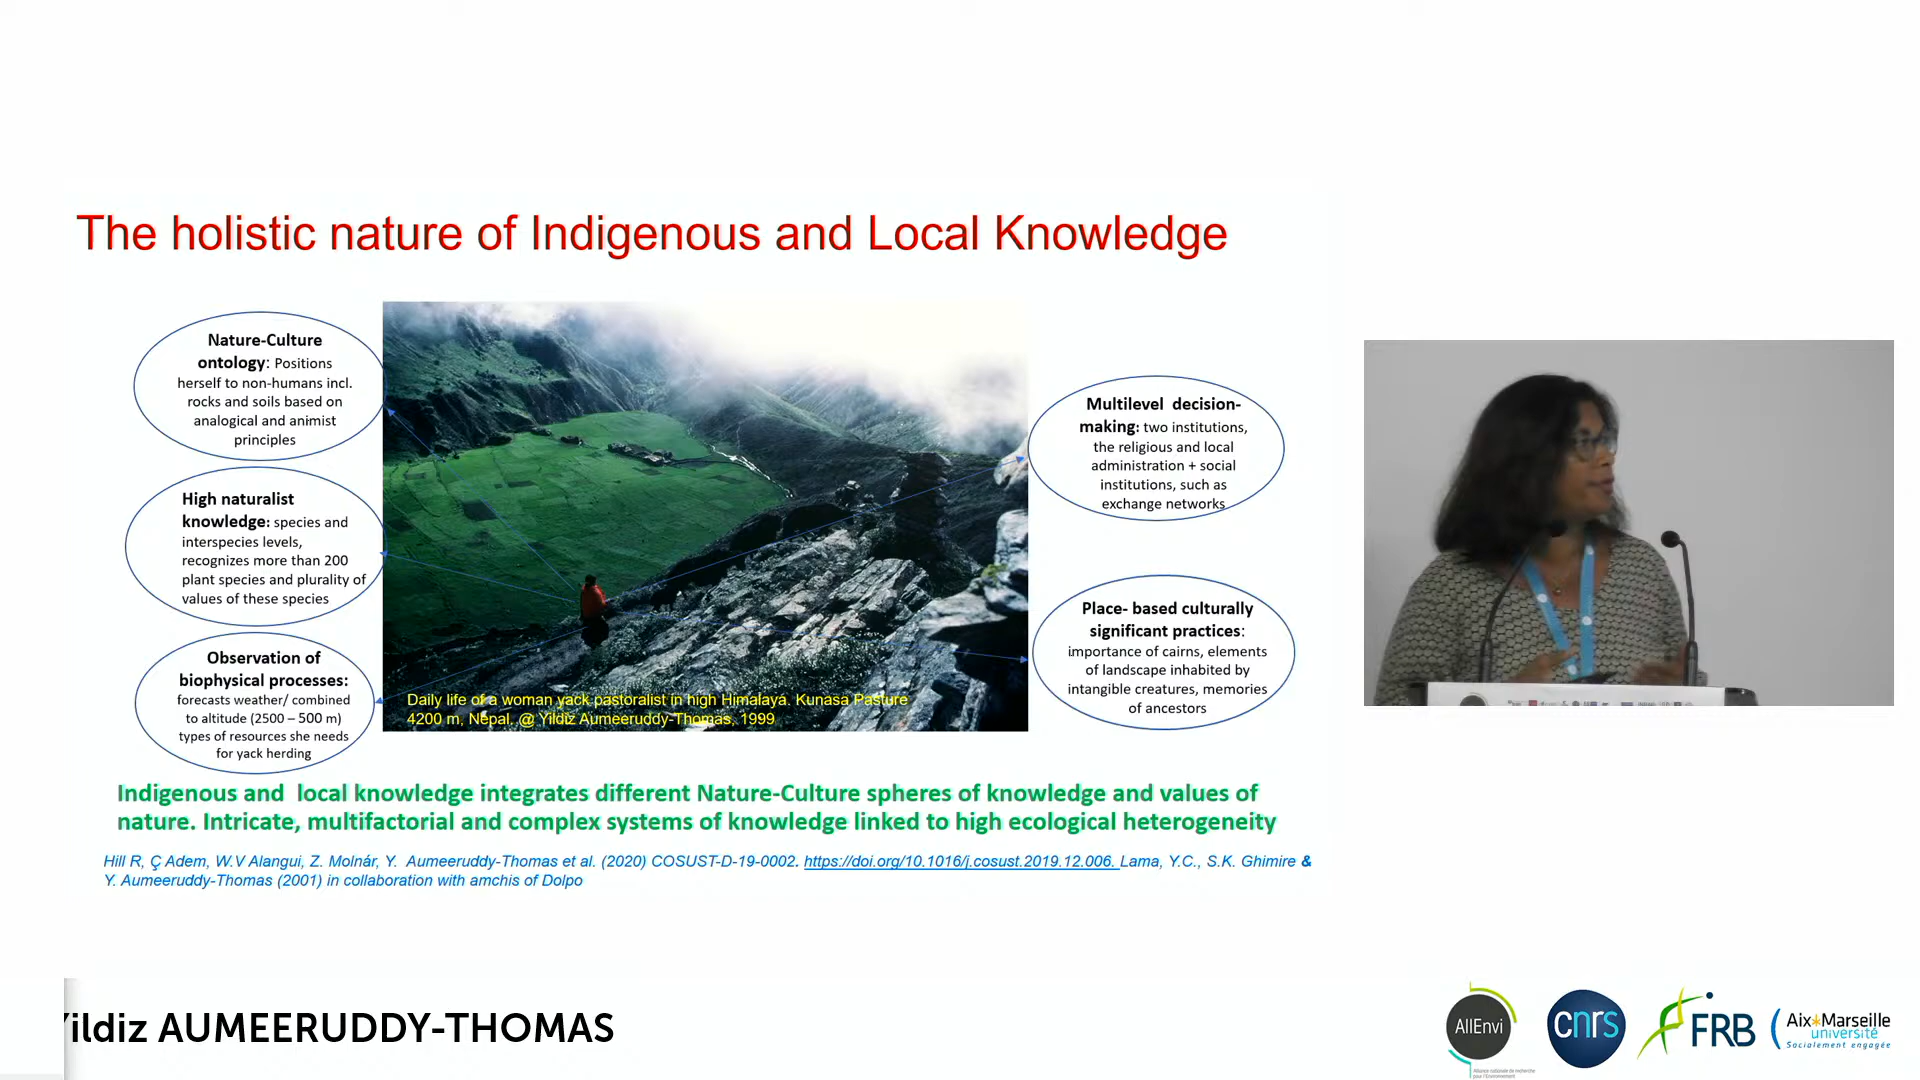 The holistic nature of Indigenous and Local Knowledge
Nature-Culture
ontology: Positions
herself to non-humans incl.
rocks and soils based on
analogical and animist
principles
High naturalist
knowledge: species and
interspecies levels,
recognizes more than 200
plant species and plurality of
values of these species
Observation of
biophysical processes:
forecasts weather/ combined
to altitude (2500 – 500 m)
types of resources she needs
for yack herding
Daily life of a woman yack pastoralist in high Himalaya. Kunasa Pasture
4200 m, Nepal, @ Yildiz Aumeeruddy-Thomas, 1999
Multilevel decision-
making: two institutions,
the religious and local
administration + social
institutions, such as
exchange networks
Place- based culturally
significant practices:
importance of cairns, elements
of landscape inhabited by
intangible creatures, memories
of ancestors
Indigenous and local knowledge integrates different Nature-Culture spheres of knowledge and values of
nature. Intricate, multifactorial and complex systems of knowledge linked to high ecological heterogeneity
Hill R, Ç Adem, W.V Alangui, Z. Molnár, Y. Aumeeruddy-Thomas et al. (2020) COSUST-D-19-0002. https://doi.org/10.1016/j.cosust.2019.12.006. Lama, Y.C., S.K. Ghimire &
Y. Aumeeruddy-Thomas (2001) in collaboration with amchis of Dolpo
Yildiz AUMEERUDDY-THOMAS
AllEnvi
Alliance nationale de recherche
pour l'Environnement
cnrs
FRB
Aix*Marseille
université
Socialement engagée